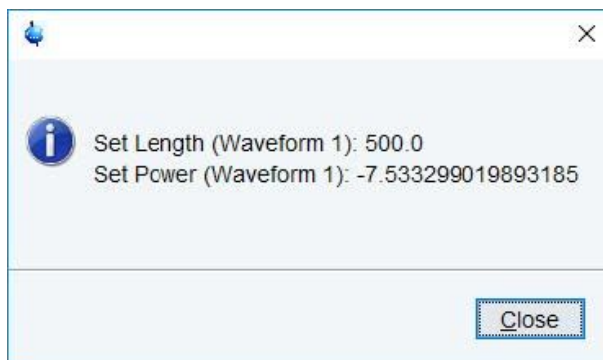 Set Length (Waveform 1): 500.0
Set Power (Waveform 1): -7.533299019893185
Close